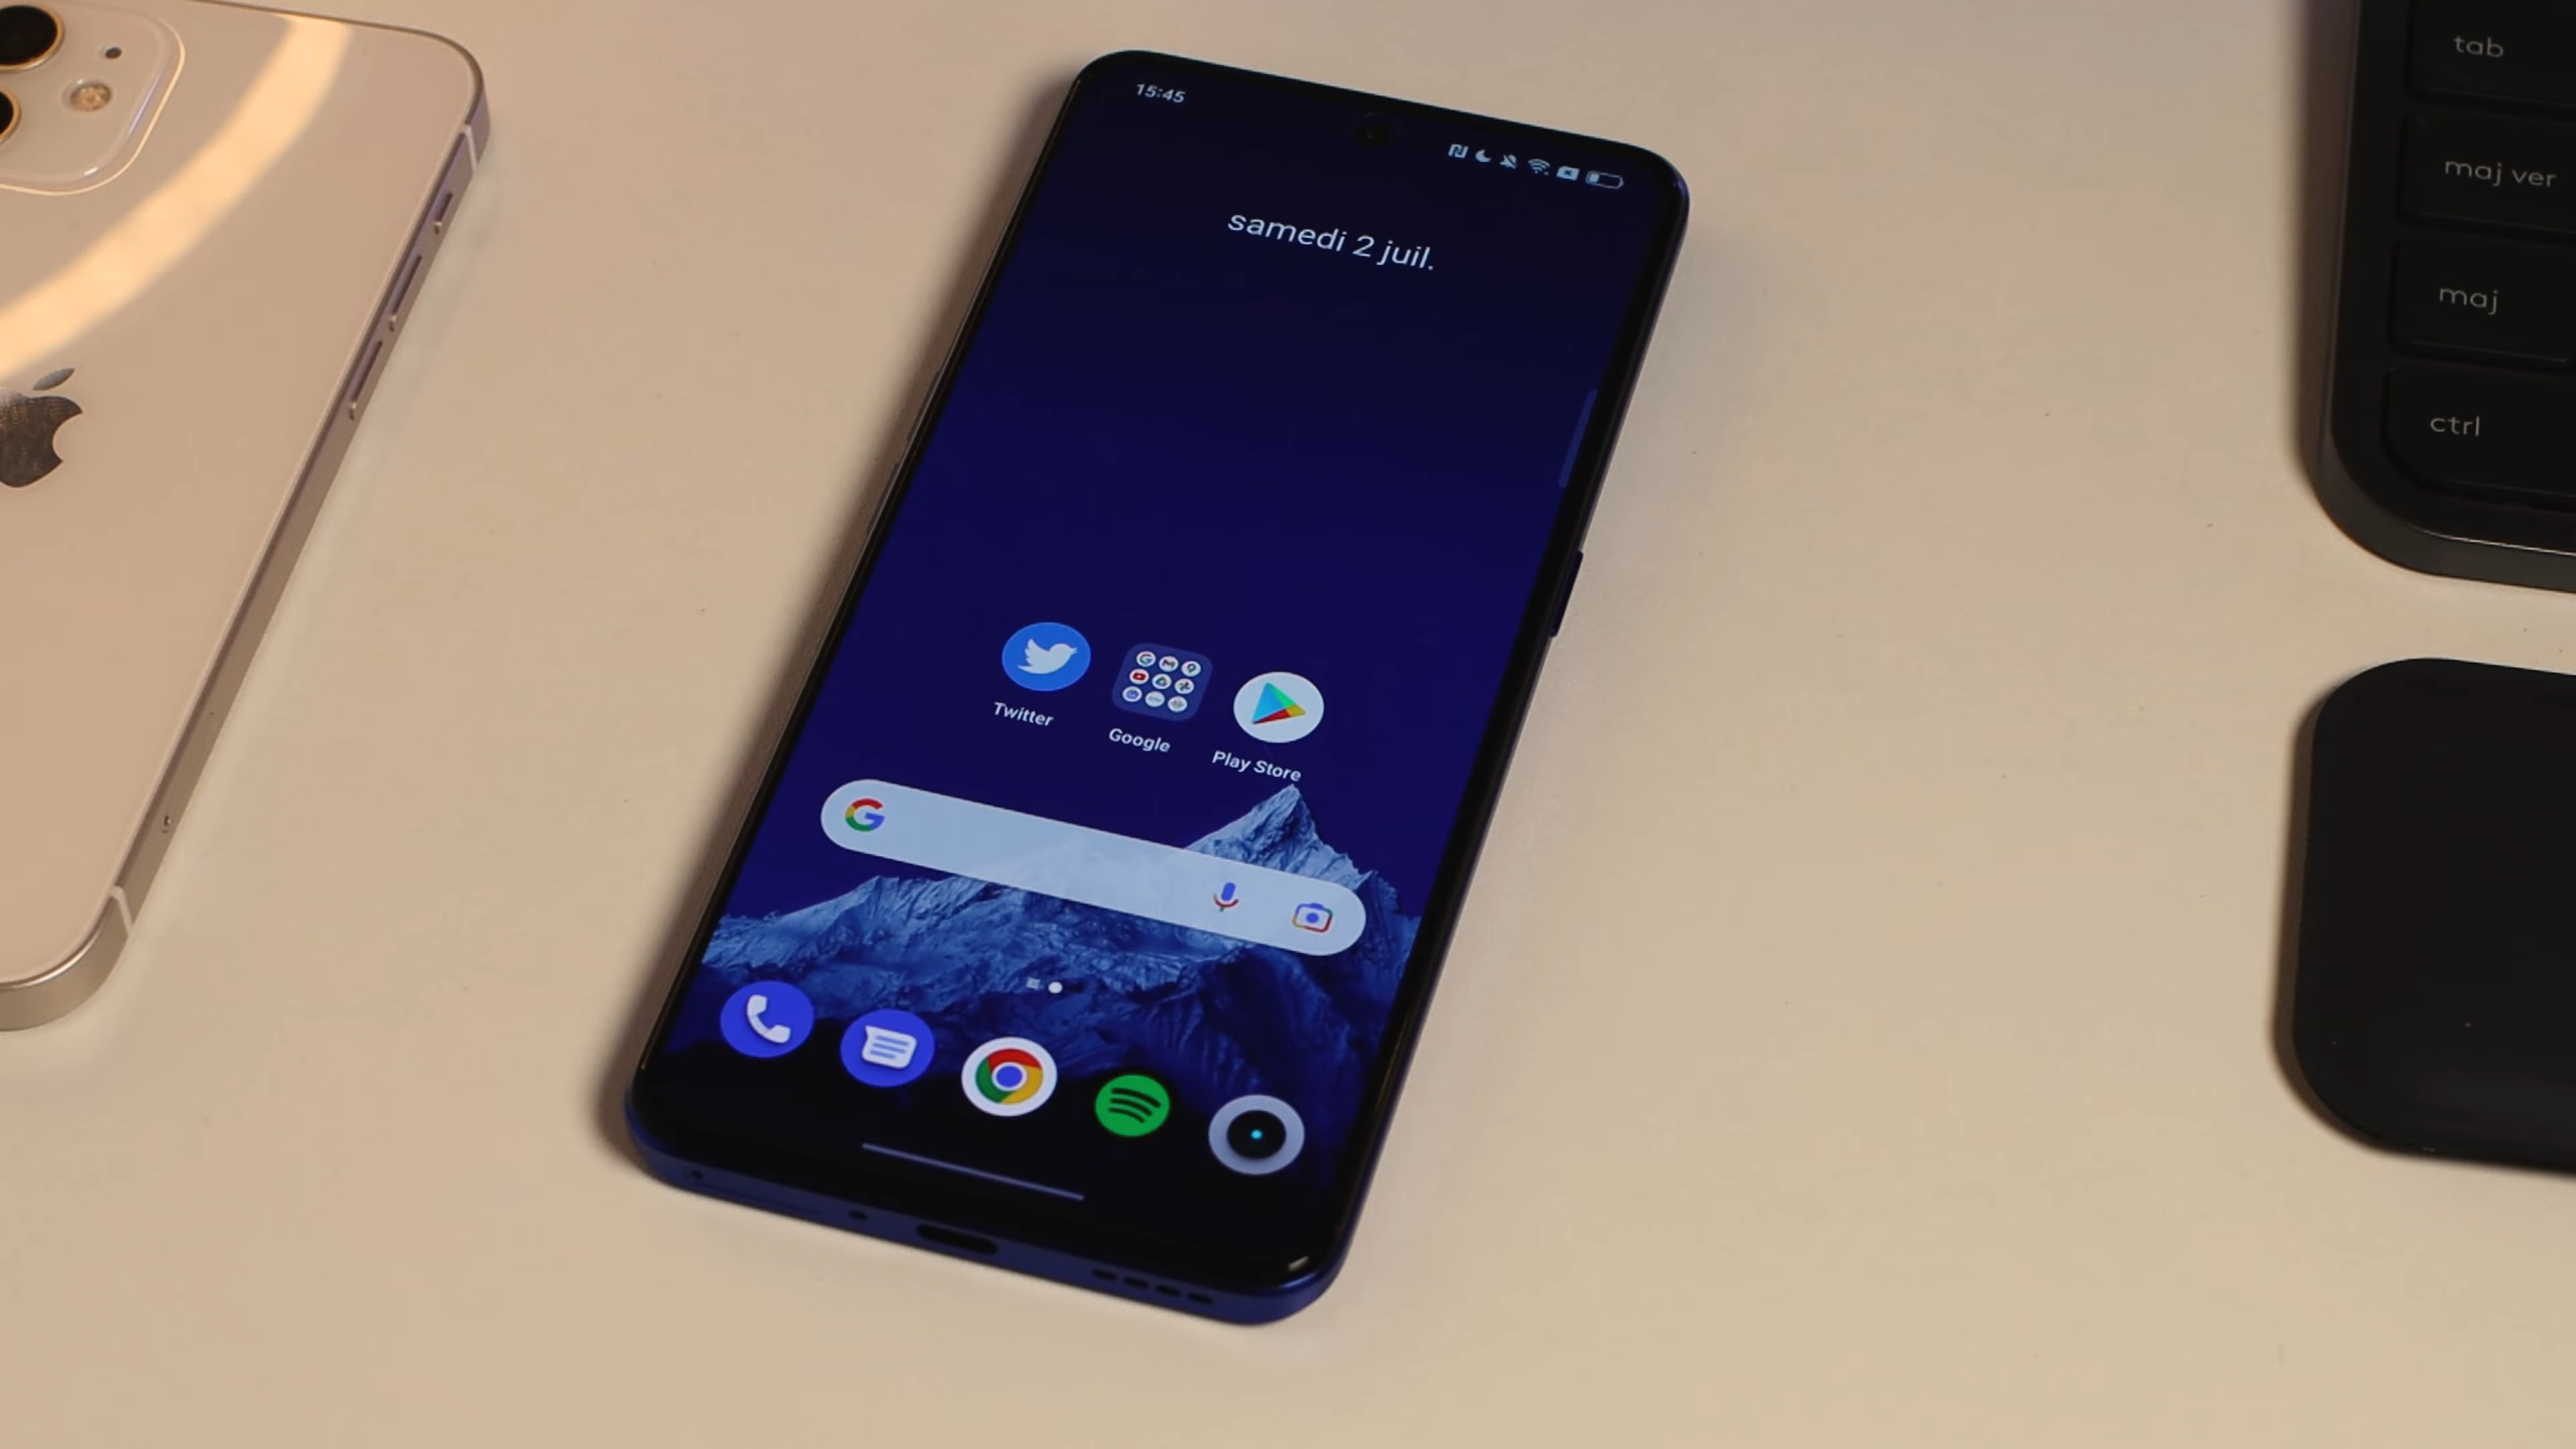 15:45
samedi 2 juil.
Twitter
Google
Play Store
tab
maj ver
maj
ctrl